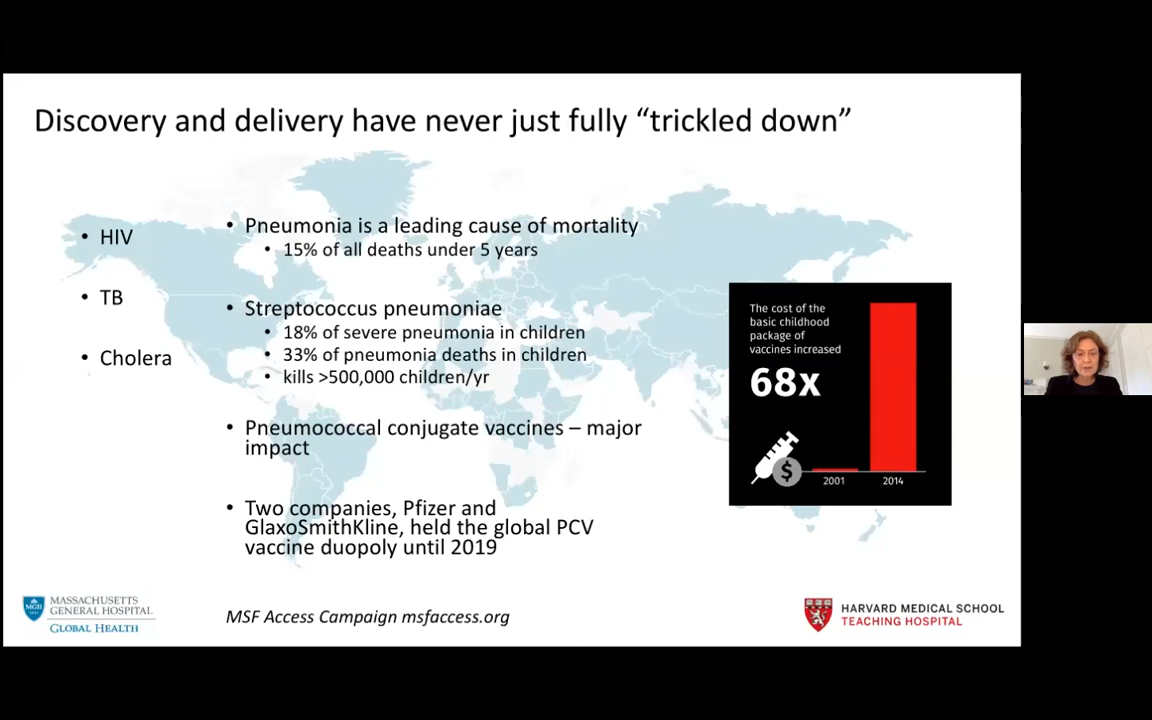 Discovery and delivery have never just fully “trickled down”
• HIV
• TB
• Cholera
• Pneumonia is a leading cause of mortality
• 15% of all deaths under 5 years
• Streptococcus pneumoniae
• 18% of severe pneumonia in children
• 33% of pneumonia deaths in children
• kills >500,000 children/yr
• Pneumococcal conjugate vaccines – major
impact
• Two companies, Pfizer and
GlaxoSmithKline, held the global PCV
vaccine duopoly until 2019
The cost of the
basic childhood
package of
vaccines increased
68x
$
2001 2014
MGH
MASSACHUSETTS
GENERAL HOSPITAL
GLOBAL HEALTH
MSF Access Campaign msfaccess.org
HARVARD MEDICAL SCHOOL
TEACHING HOSPITAL